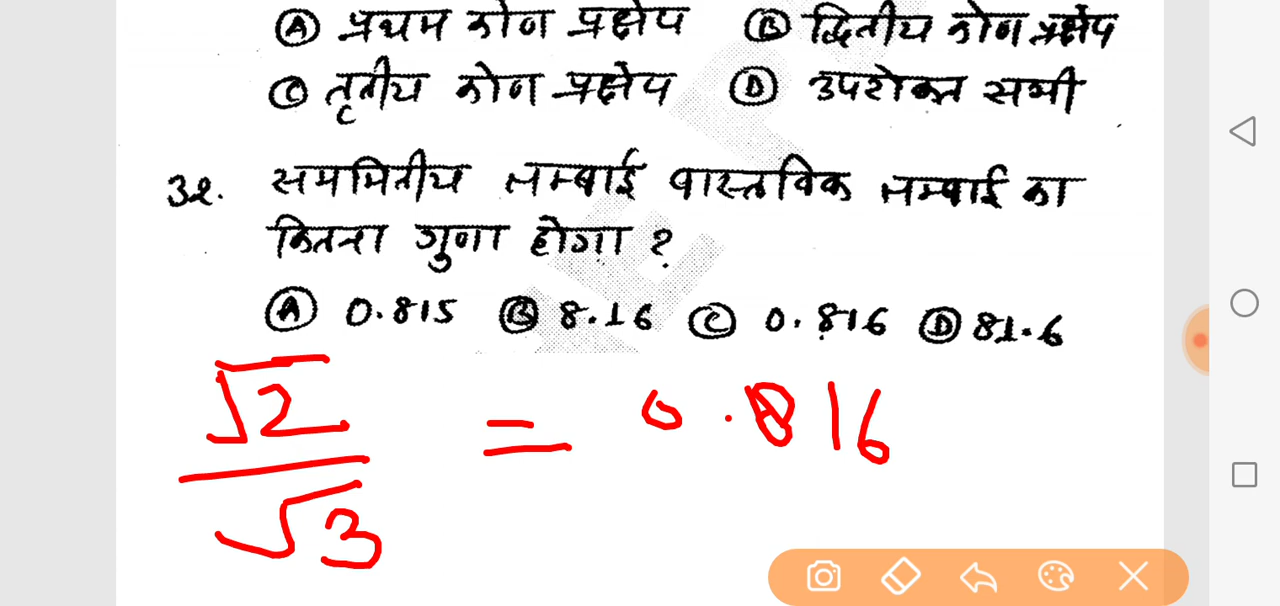 Ⓐ प्रथम कोण प्रक्षेप Ⓑ द्वितीय कोण प्रक्षेप
Ⓒ तृतीय कोण प्रक्षेप Ⓓ उपरोक्त सभी
32. सममितीय लम्बाई वास्तविक लम्बाई का
कितना गुणा होगा ?
Ⓐ 0.815 Ⓑ 8.16 Ⓒ 0.816 Ⓓ 81.6
√2 / √3 = 0.816